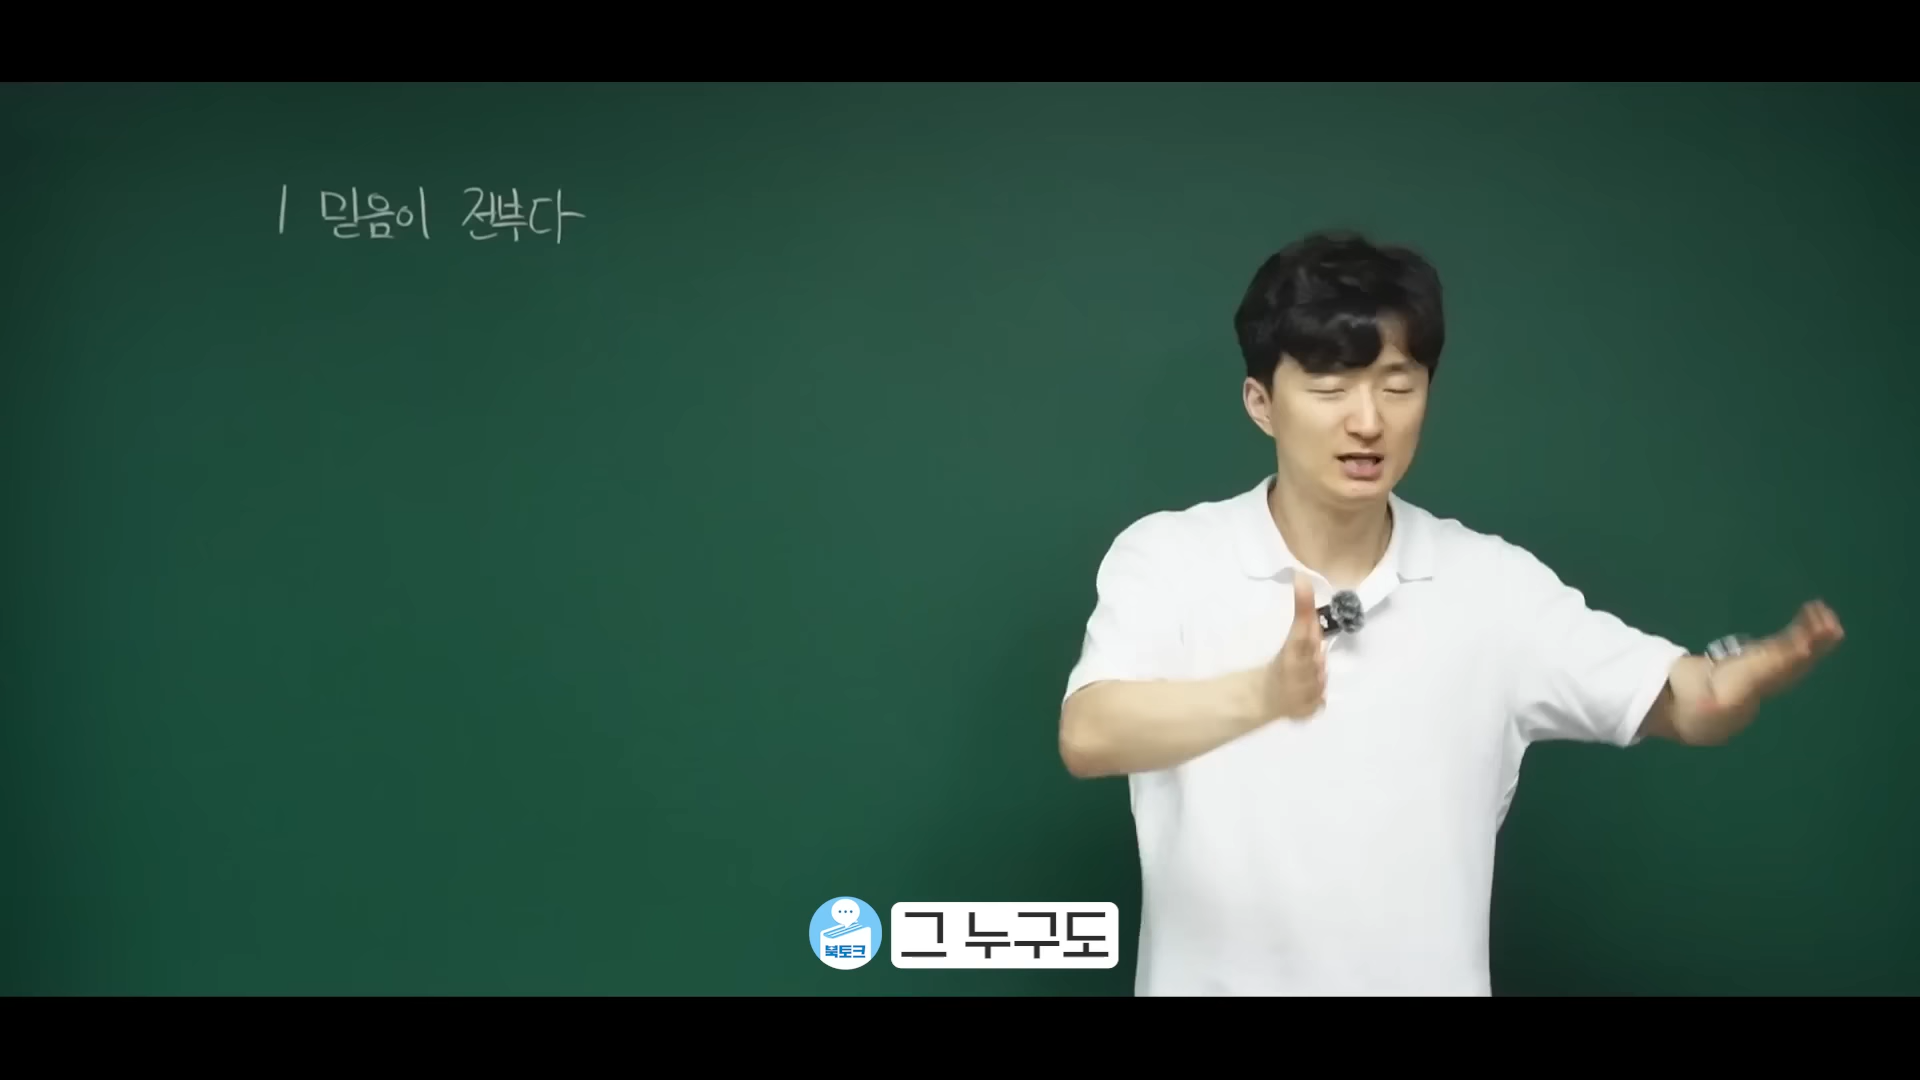 1 믿음이 전부다
북토크
그 누구도